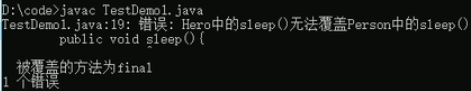 D:\code>javac TestDemo1.java
TestDemo1.java:19: 错误: Hero中的sleep()无法覆盖Person中的sleep()
public void sleep(){
^
被覆盖的方法为final
1 个错误